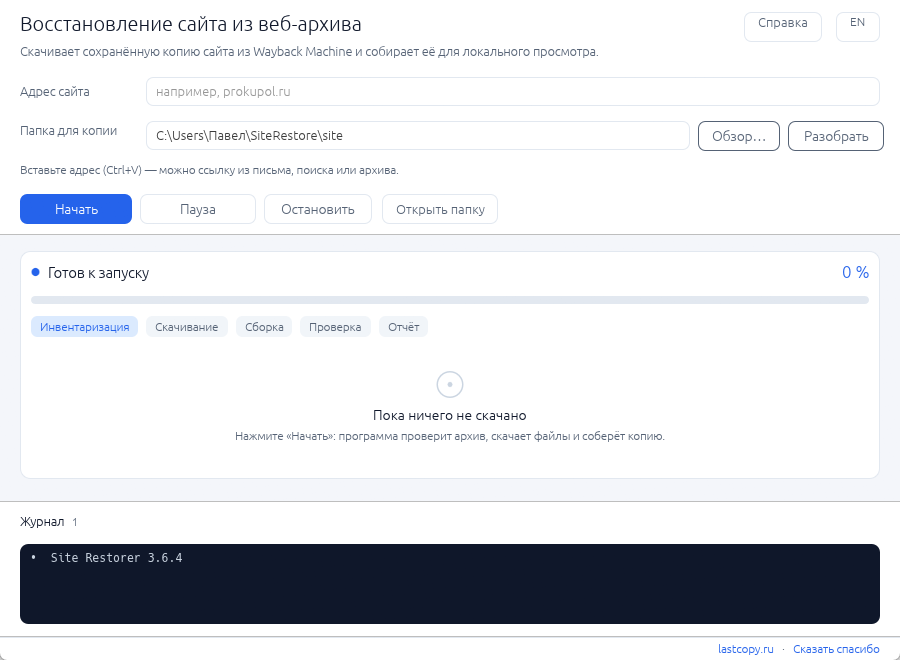 Восстановление сайта из веб-архива
Справка
EN
Скачивает сохранённую копию сайта из Wayback Machine и собирает её для локального просмотра.
Адрес сайта
например, prokupol.ru
Папка для копии
C:\Users\Павел\SiteRestore\site
Обзор…
Разобрать
Вставьте адрес (Ctrl+V) — можно ссылку из письма, поиска или архива.
Начать
Пауза
Остановить
Открыть папку
Готов к запуску
0 %
Инвентаризация
Скачивание
Сборка
Проверка
Отчёт
Пока ничего не скачано
Нажмите «Начать»: программа проверит архив, скачает файлы и соберёт копию.
Журнал 1
• Site Restorer 3.6.4
lastcopy.ru · Сказать спасибо